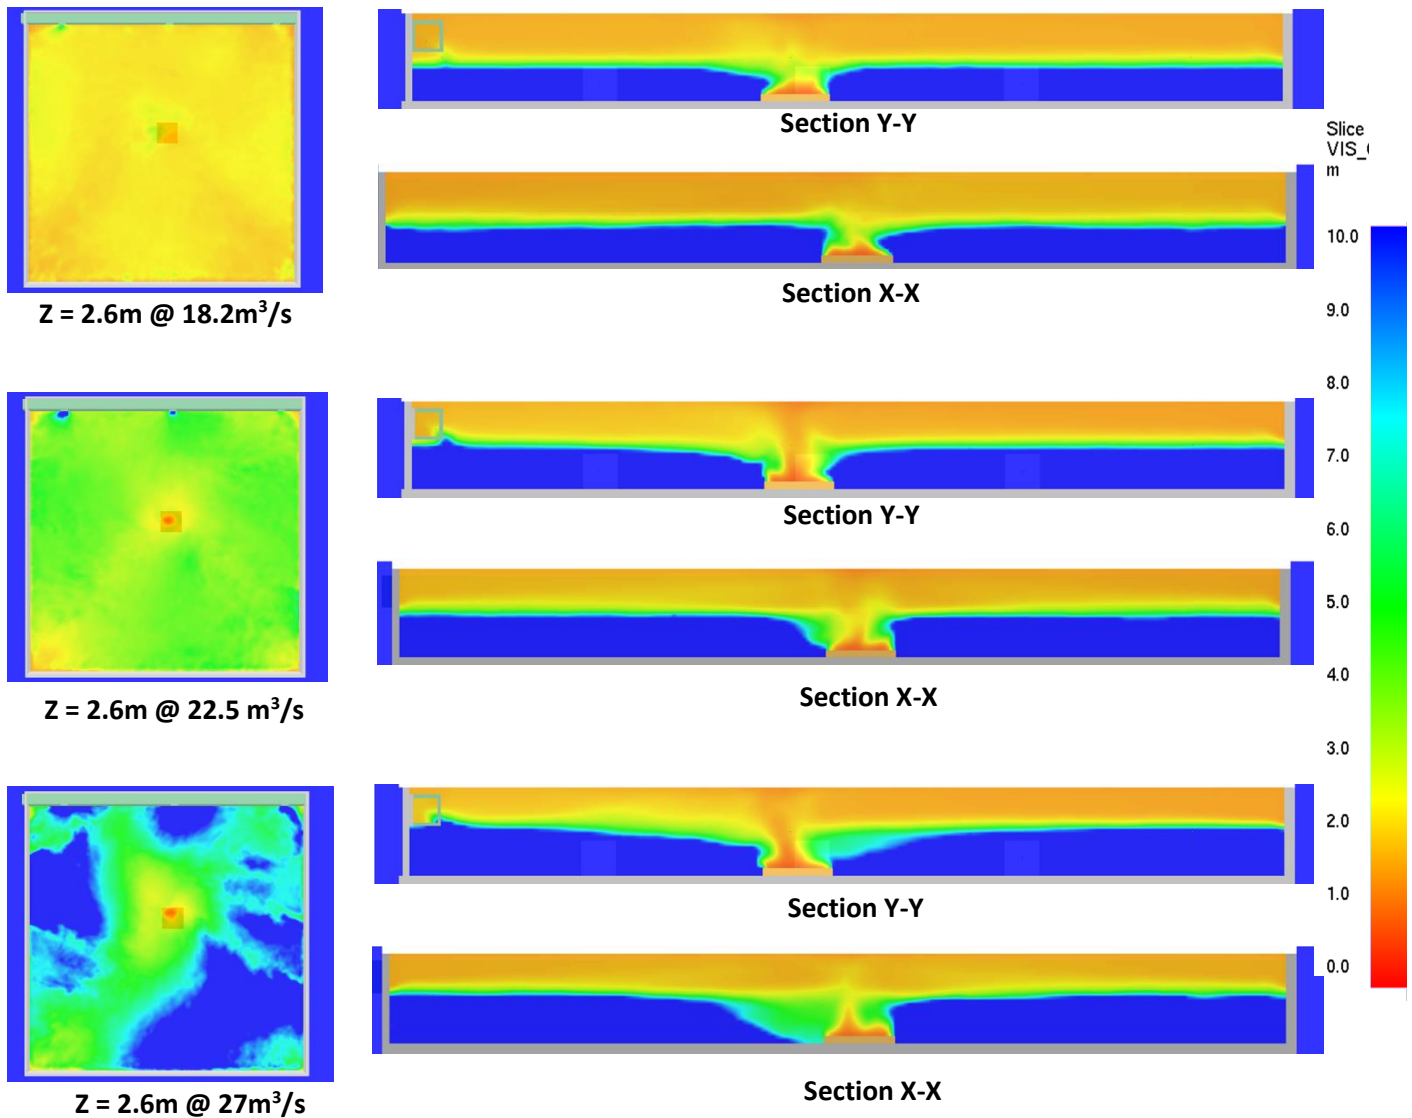 Section Y-Y
Slice
VIS_
m
Section X-X
Z = 2.6m @ 18.2m³/s
10.0
9.0
8.0
7.0
6.0
5.0
4.0
3.0
2.0
1.0
0.0
Section Y-Y
Section X-X
Z = 2.6m @ 22.5 m³/s
Section Y-Y
Section X-X
Z = 2.6m @ 27m³/s